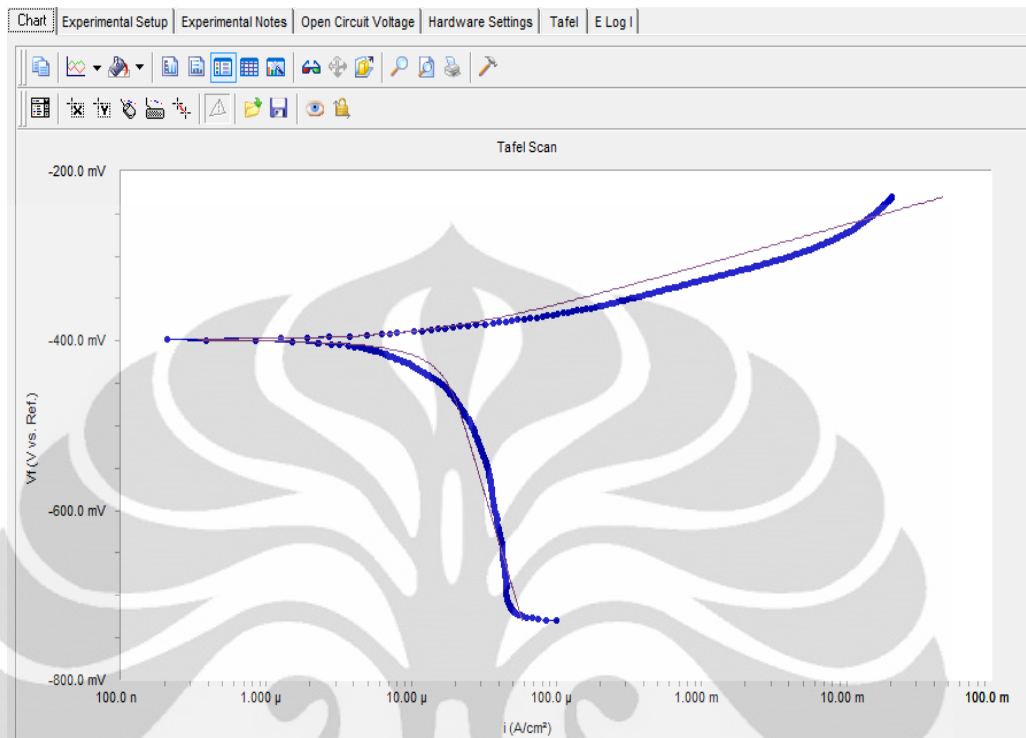 Chart Experimental Setup Experimental Notes Open Circuit Voltage Hardware Settings Tafel E Log I
Tafel Scan
-200.0 mV
-400.0 mV
-600.0 mV
-800.0 mV
Vf (V vs. Ref.)
100.0 n 1.000 µ 10.00 µ 100.0 µ 1.000 m 10.00 m 100.0 m
i (A/cm²)